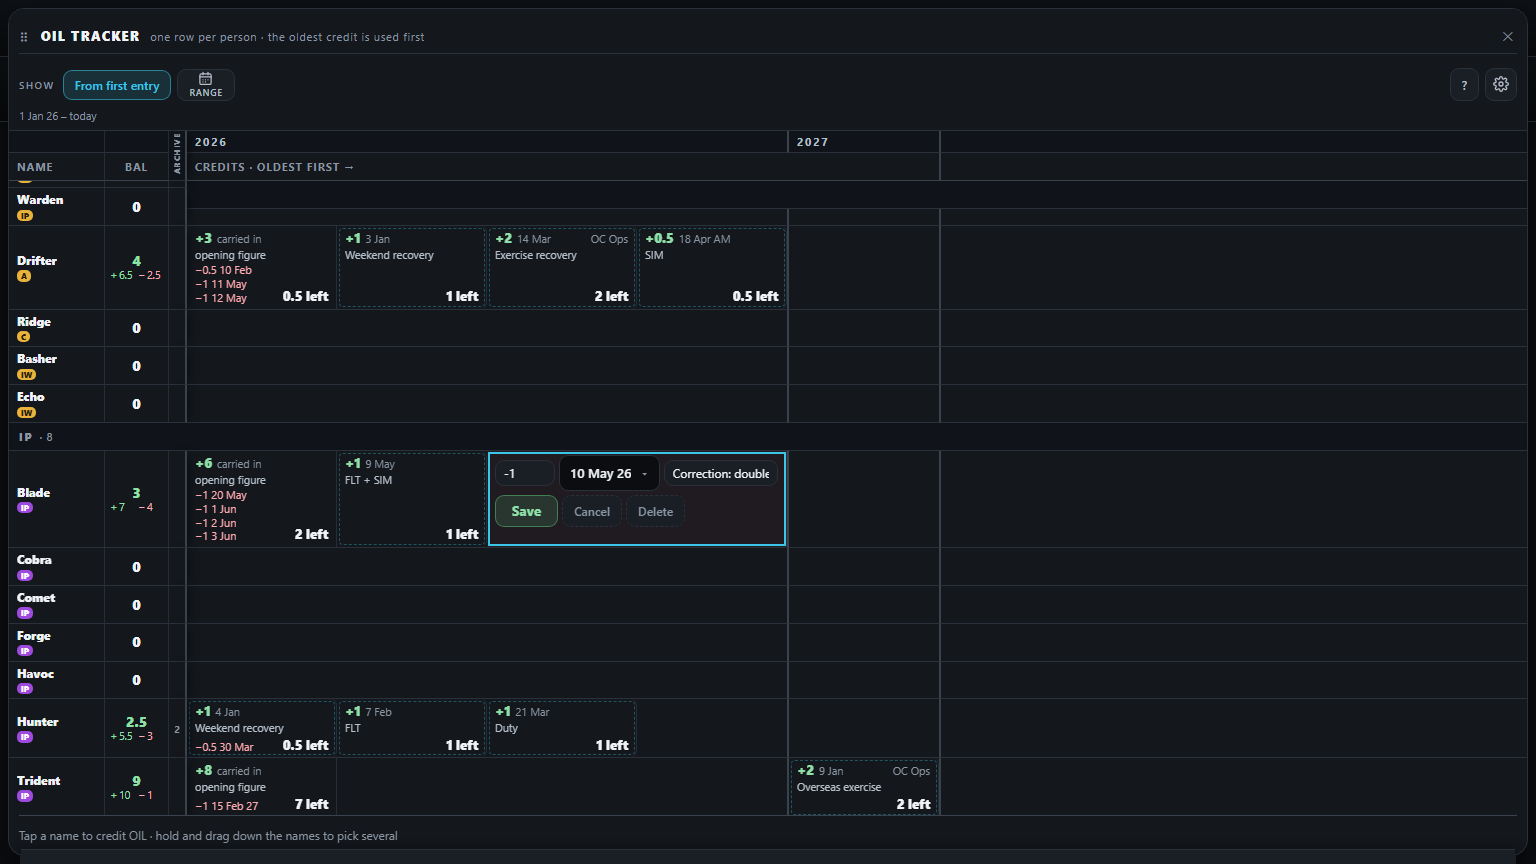 OIL TRACKER one row per person · the oldest credit is used first
SHOW From first entry RANGE ?
1 Jan 26 – today
ARCHIVE
2026 2027
NAME BAL CREDITS · OLDEST FIRST →
Warden 0
IP
Drifter
A
4
+6.5 −2.5
+3 carried in
opening figure
−0.5 10 Feb
−1 11 May
−1 12 May
0.5 left
+1 3 Jan
Weekend recovery
1 left
+2 14 Mar OC Ops
Exercise recovery
2 left
+0.5 18 Apr AM
SIM
0.5 left
Ridge 0
C
Basher 0
IW
Echo 0
IW
IP · 8
Blade
IP
3
+7 −4
+6 carried in
opening figure
−1 20 May
−1 1 Jun
−1 2 Jun
−1 3 Jun
2 left
+1 9 May
FLT + SIM
1 left
-1 10 May 26 Correction: double
Save Cancel Delete
Cobra 0
IP
Comet 0
IP
Forge 0
IP
Havoc 0
IP
Hunter
IP
2.5
+5.5 −3
2
+1 4 Jan
Weekend recovery
−0.5 30 Mar 0.5 left
+1 7 Feb
FLT
1 left
+1 21 Mar
Duty
1 left
Trident
IP
9
+10 −1
+8 carried in
opening figure
−1 15 Feb 27 7 left
+2 9 Jan OC Ops
Overseas exercise
2 left
Tap a name to credit OIL · hold and drag down the names to pick several